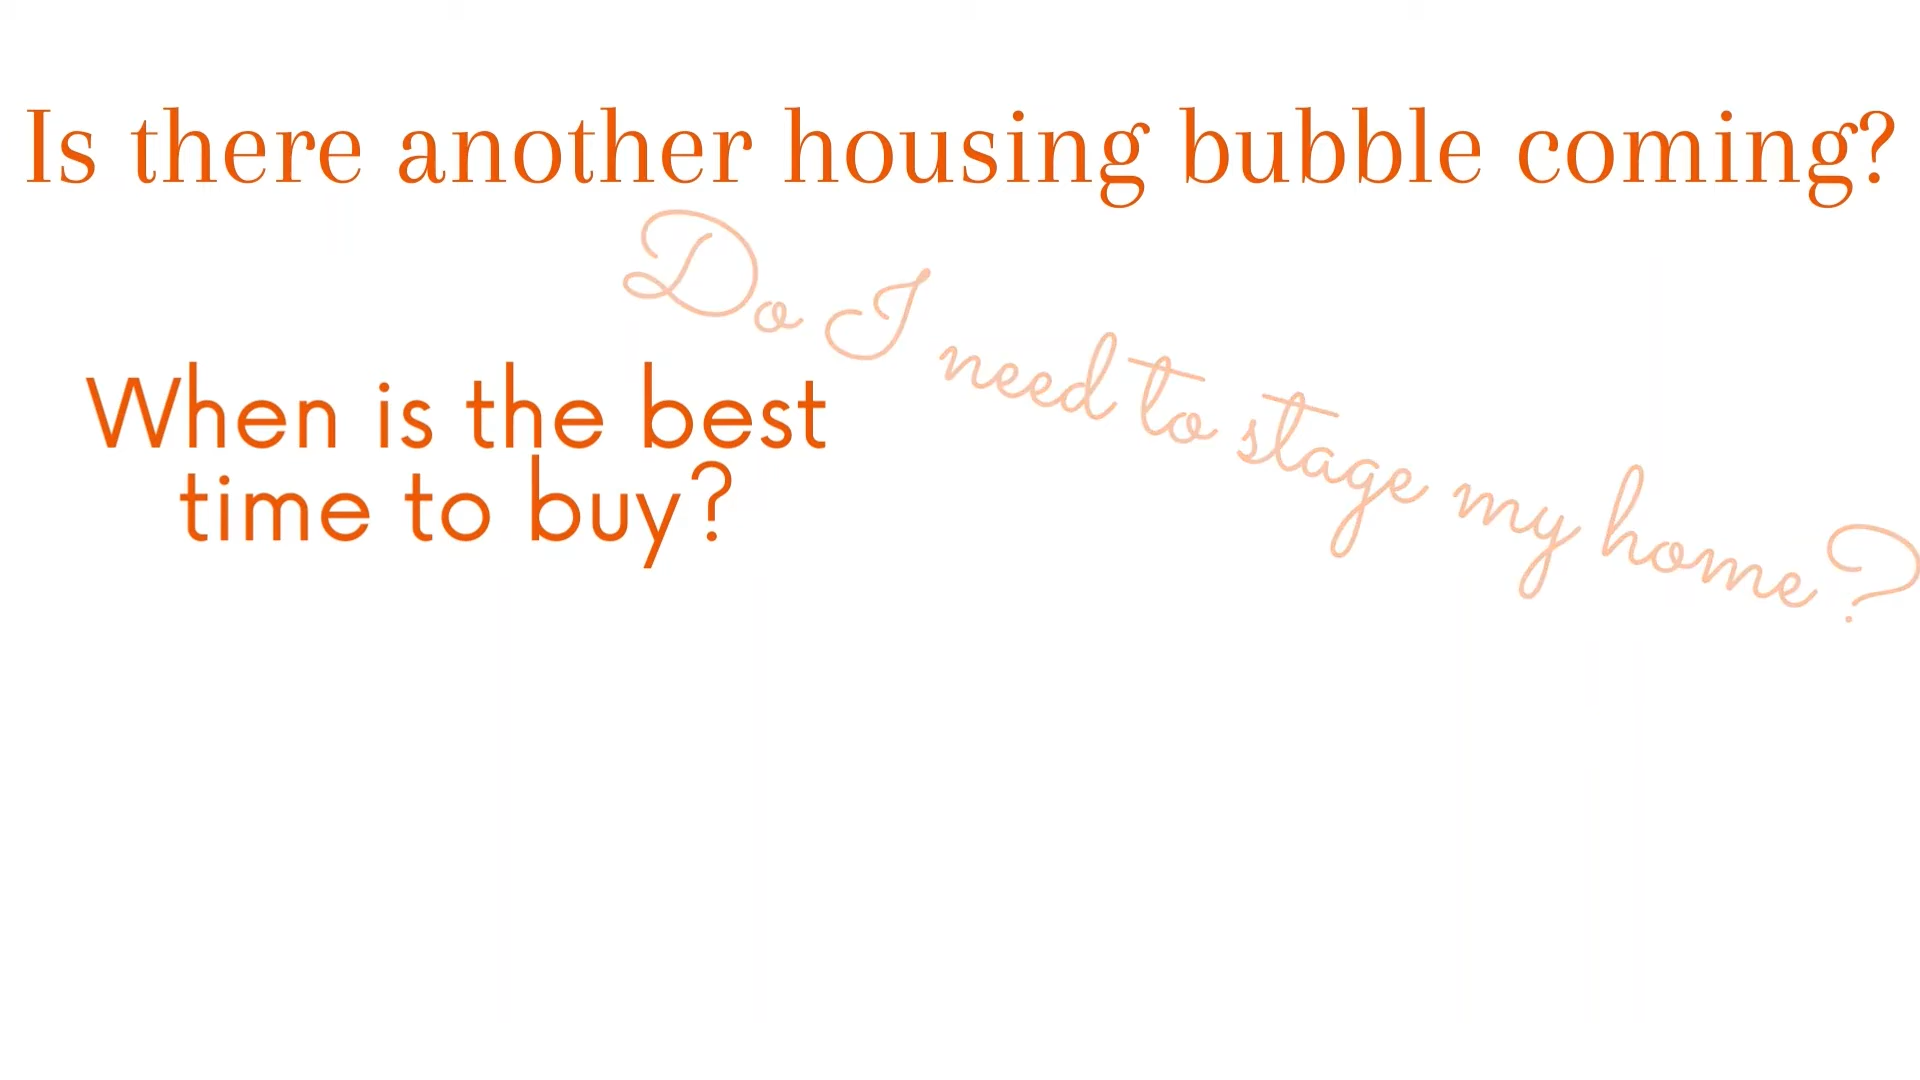 Is there another housing bubble coming?
Do I need to stage my home?
When is the best
time to buy?